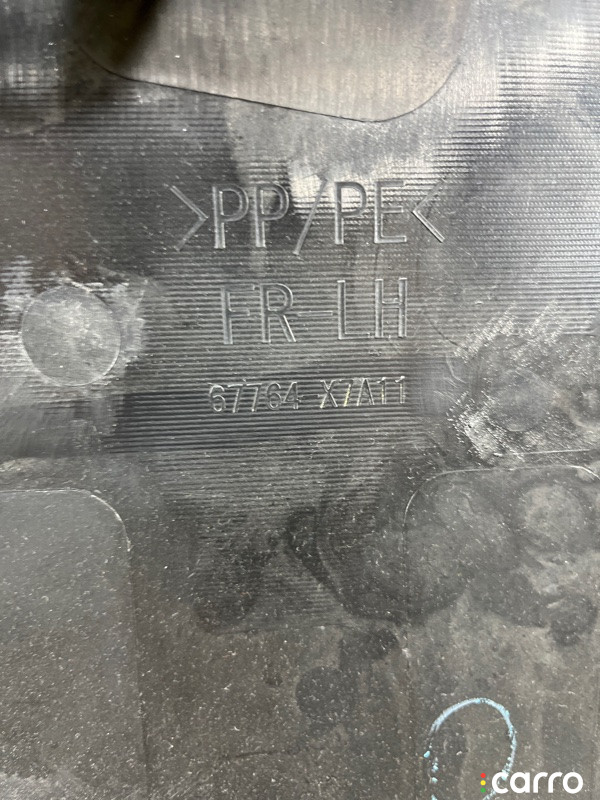 >PP/PE<
FR-LH
67764-X7A11
carro